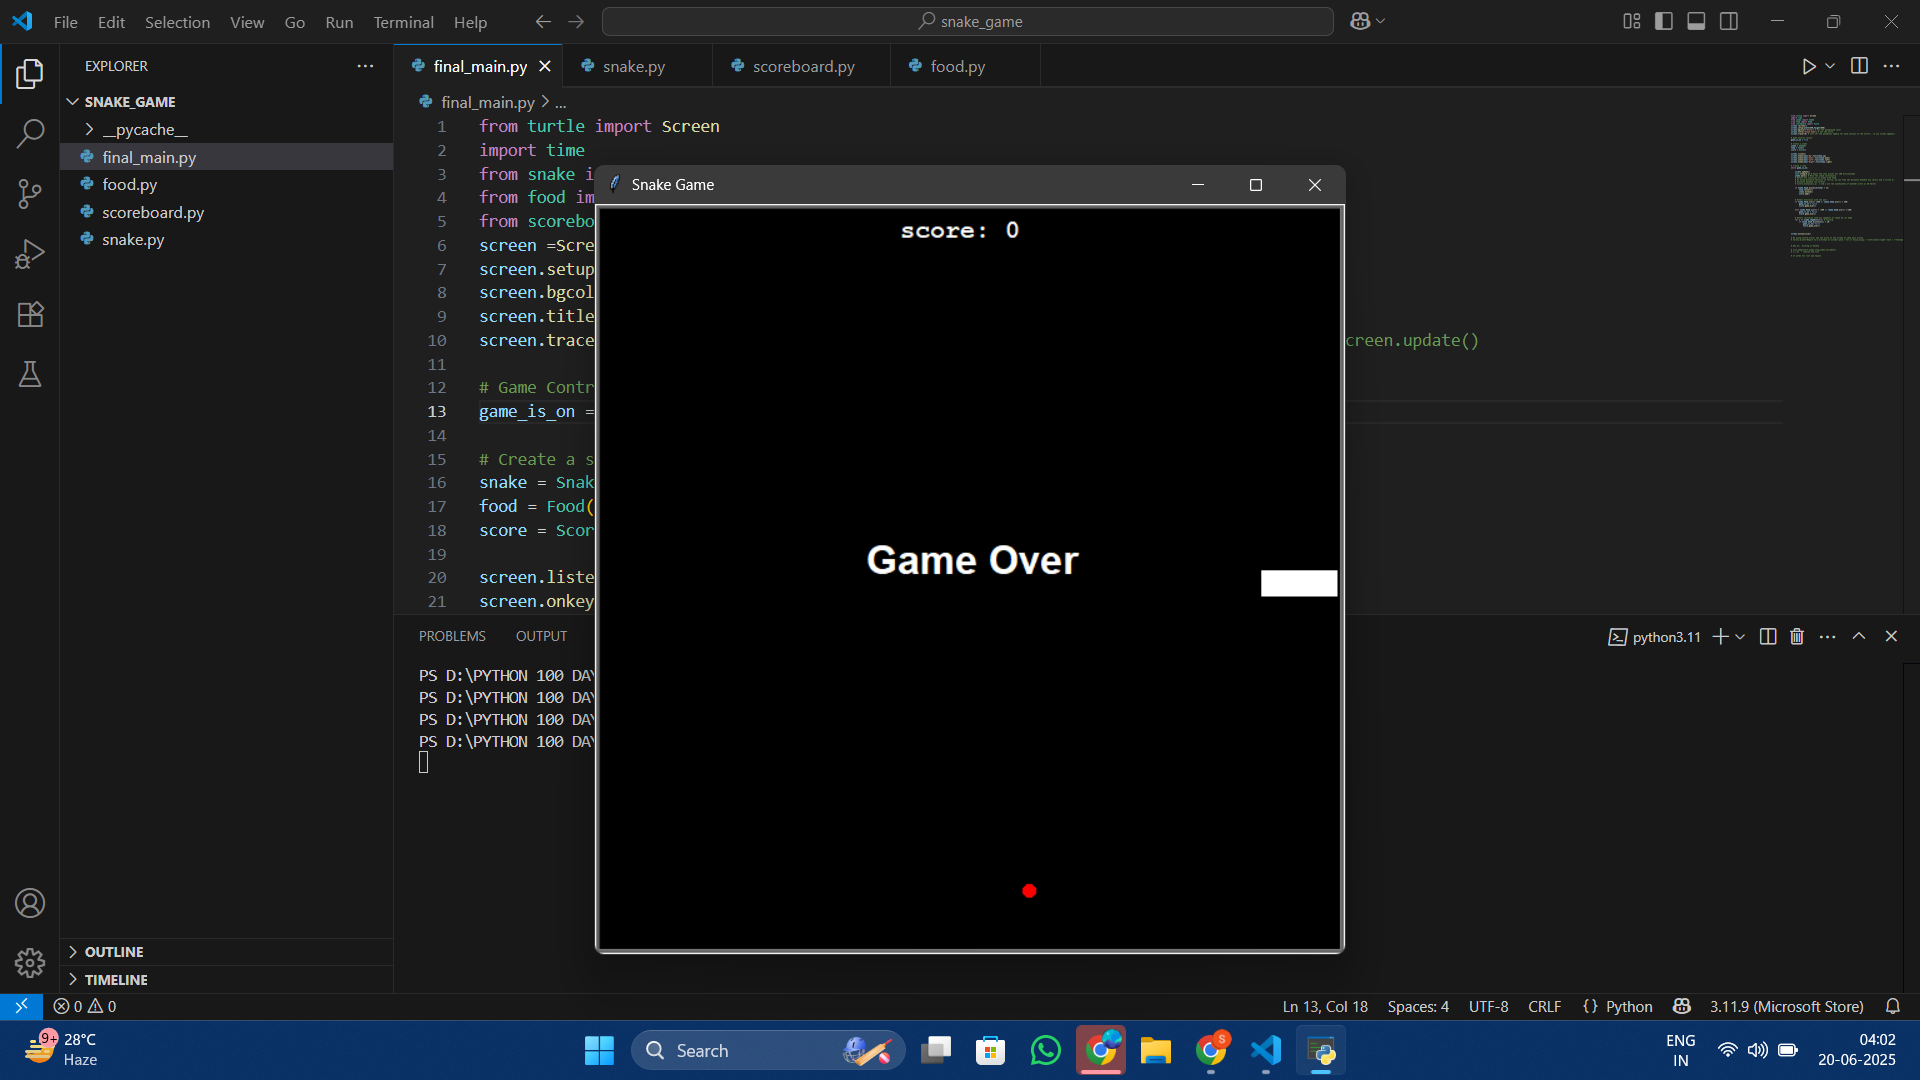 File Edit Selection View Go Run Terminal Help
snake_game
EXPLORER
SNAKE_GAME
__pycache__
final_main.py
food.py
scoreboard.py
snake.py
OUTLINE
TIMELINE
final_main.py snake.py scoreboard.py food.py
final_main.py > ...
1 from turtle import Screen
2 import time
3 from snake i
4 from food im
5 from scorebo
6 screen =Scre
7 screen.setup
8 screen.bgcol
9 screen.title
10 screen.trace creen.update()
11
12 # Game Contr
13 game_is_on =
14
15 # Create a s
16 snake = Snak
17 food = Food(
18 score = Scor
19
20 screen.liste
21 screen.onkey
Snake Game
score: 0
Game Over
PROBLEMS OUTPUT
python3.11
PS D:\PYTHON 100 DAY
PS D:\PYTHON 100 DAY
PS D:\PYTHON 100 DAY
PS D:\PYTHON 100 DAY
0 0
Ln 13, Col 18 Spaces: 4 UTF-8 CRLF {} Python 3.11.9 (Microsoft Store)
9+
28°C
Haze
Search
S
ENG
IN
04:02
20-06-2025